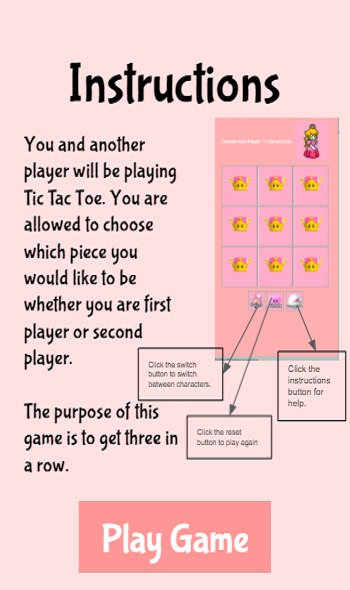 Instructions
You and another
player will be playing
Tic Tac Toe. You are
allowed to choose
which piece you
would like to be
whether you are first
player or second
player.
The purpose of this
game is to get three in
a row.
Click the switch
button to switch
between characters.
Click the reset
button to play again
Click the
instructions
button for
help.
Play Game